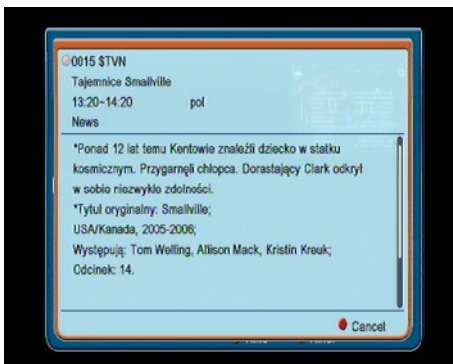 0015 $TVN
Tajemnice Smallville
13:20~14:20 pol
News
*Ponad 12 lat temu Kentowie znaleźli dziecko w statku
kosmicznym. Przygarnęli chłopca. Dorastający Clark odkrył
w sobie niezwykłe zdolności.
*Tytuł oryginalny: Smallville;
USA/Kanada, 2005-2006;
Występują: Tom Welling, Allison Mack, Kristin Kreuk;
Odcinek: 14.
Cancel